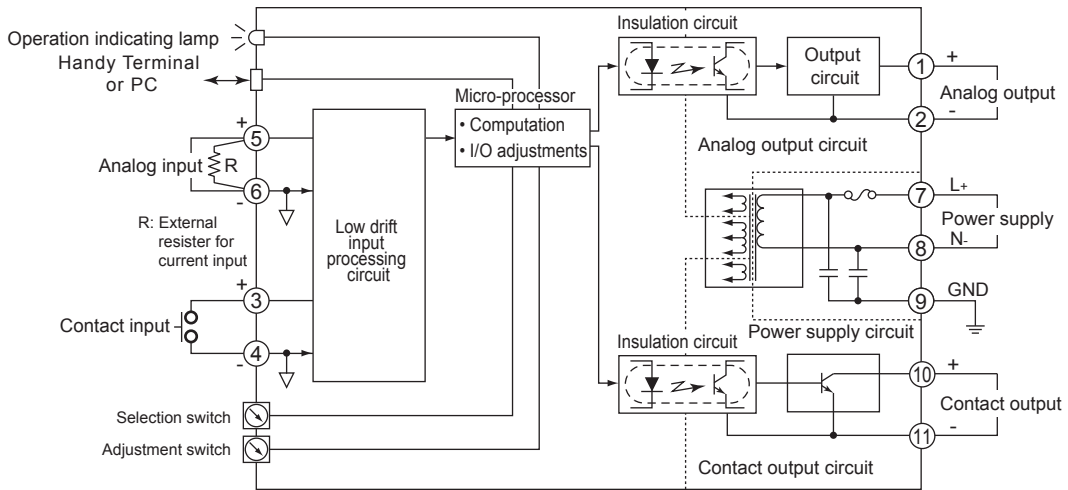 Operation indicating lamp
Handy Terminal
or PC
+
5
Analog input
R
6
-
R: External
resister for
current input
+
3
Contact input
4
-
Selection switch
Adjustment switch
Low drift
input
processing
circuit
Micro-processor
• Computation
• I/O adjustments
Insulation circuit
Output
circuit
1
+
Analog output
2
-
Analog output circuit
7
L+
Power supply
8
N-
9
GND
Power supply circuit
Insulation circuit
10
+
Contact output
11
-
Contact output circuit